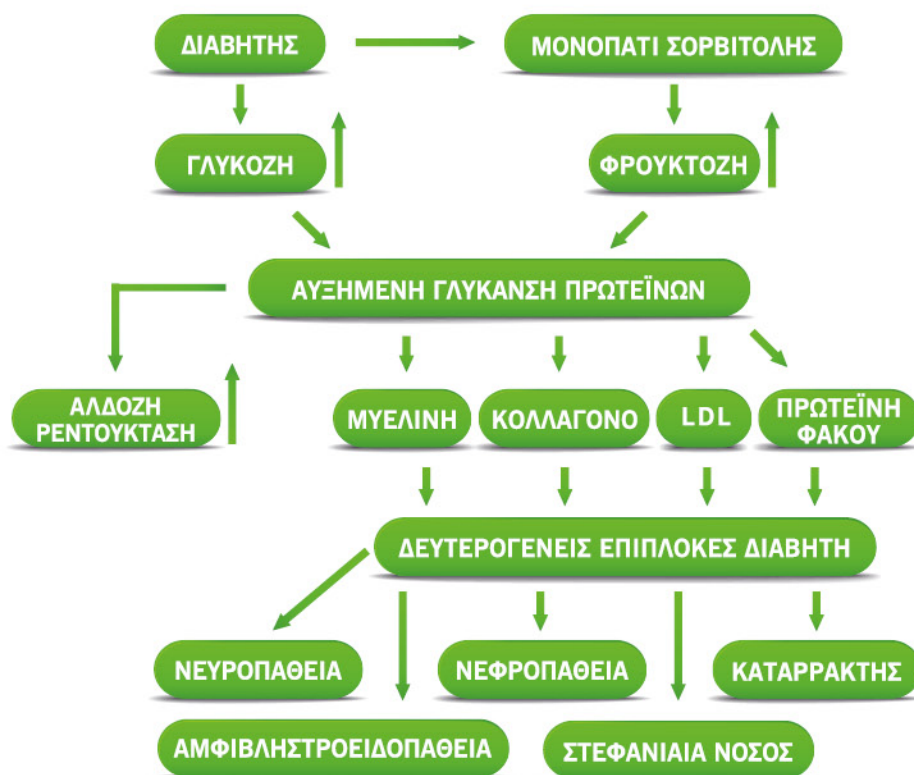 ΔΙΑΒΗΤΗΣ
ΜΟΝΟΠΑΤΙ ΣΟΡΒΙΤΟΛΗΣ
ΓΛΥΚΟΖΗ
ΦΡΟΥΚΤΟΖΗ
ΑΥΞΗΜΕΝΗ ΓΛΥΚΑΝΣΗ ΠΡΩΤΕΪΝΩΝ
ΑΛΔΟΖΗ
ΡΕΝΤΟΥΚΤΑΣΗ
ΜΥΕΛΙΝΗ
ΚΟΛΛΑΓΟΝΟ
LDL
ΠΡΩΤΕΪΝΗ
ΦΑΚΟΥ
ΔΕΥΤΕΡΟΓΕΝΕΙΣ ΕΠΙΠΛΟΚΕΣ ΔΙΑΒΗΤΗ
ΝΕΥΡΟΠΑΘΕΙΑ
ΝΕΦΡΟΠΑΘΕΙΑ
ΚΑΤΑΡΡΑΚΤΗΣ
ΑΜΦΙΒΛΗΣΤΡΟΕΙΔΟΠΑΘΕΙΑ
ΣΤΕΦΑΝΙΑΙΑ ΝΟΣΟΣ